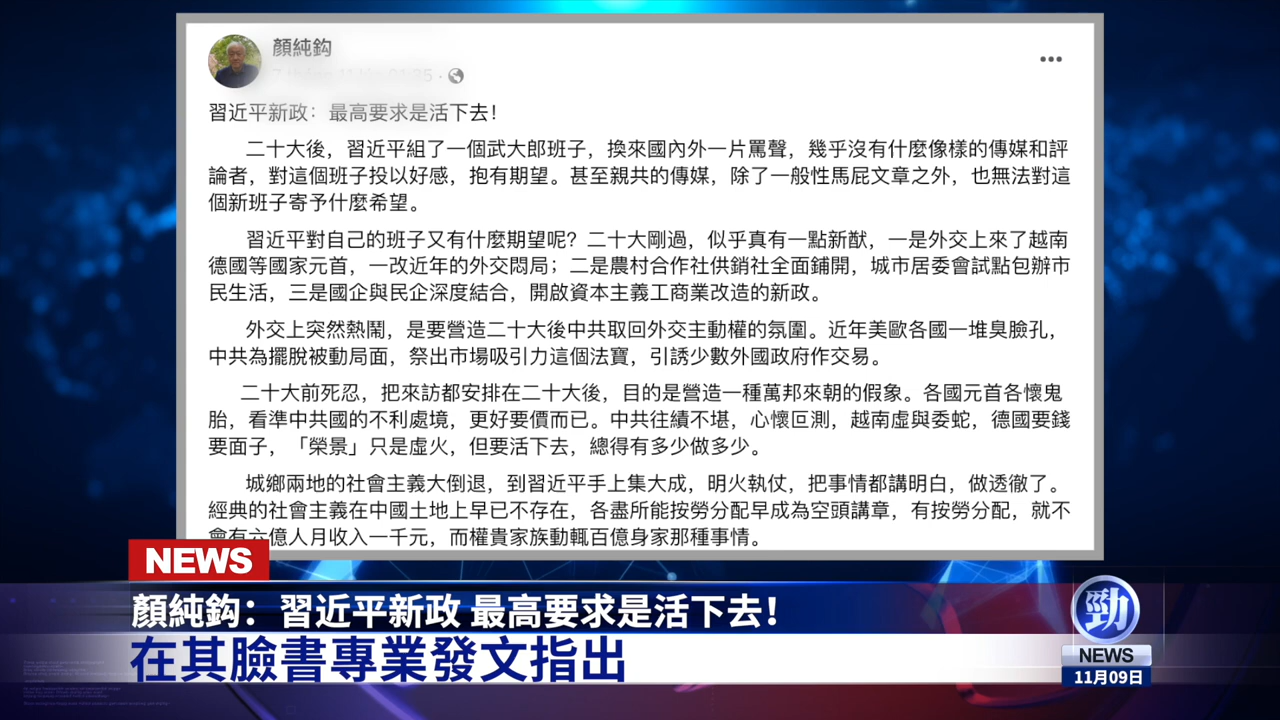 顏純鈎
習近平新政：最高要求是活下去！
二十大後，習近平組了一個武大郎班子，換來國內外一片罵聲，幾乎沒有什麼像樣的傳媒和評
論者，對這個班子投以好感，抱有期望。甚至親共的傳媒，除了一般性馬屁文章之外，也無法對這
個新班子寄予什麼希望。
習近平對自己的班子又有什麼期望呢？二十大剛過，似乎真有一點新猷，一是外交上來了越南
德國等國家元首，一改近年的外交悶局；二是農村合作社供銷社全面鋪開，城市居委會試點包辦市
民生活，三是國企與民企深度結合，開啟資本主義工商業改造的新政。
外交上突然熱鬧，是要營造二十大後中共取回外交主動權的氛圍。近年美歐各國一堆臭臉孔，
中共為擺脫被動局面，祭出市場吸引力這個法寶，引誘少數外國政府作交易。
二十大前死忍，把來訪都安排在二十大後，目的是營造一種萬邦來朝的假象。各國元首各懷鬼
胎，看準中共國的不利處境，更好要價而已。中共往績不堪，心懷叵測，越南虛與委蛇，德國要錢
要面子，「榮景」只是虛火，但要活下去，總得有多少做多少。
城鄉兩地的社會主義大倒退，到習近平手上集大成，明火執仗，把事情都講明白，做透徹了。
經典的社會主義在中國土地上早已不存在，各盡所能按勞分配早成為空頭講章，有按勞分配，就不
會有六億人月收入一千元，而權貴家族動輒百億身家那種事情。
NEWS
顏純鈎：習近平新政 最高要求是活下去！
在其臉書專業發文指出
勁
NEWS
11月09日